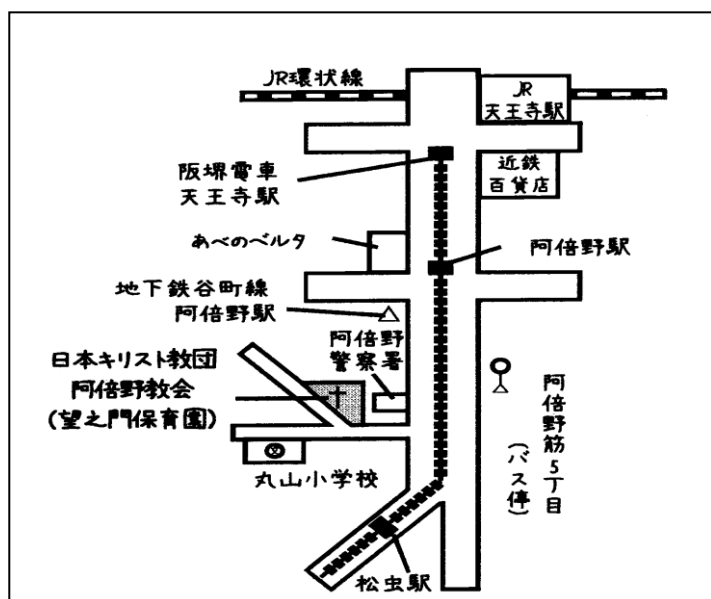 JR環状線
JR
天王寺駅
阪堺電車
天王寺駅
近鉄
百貨店
あべのベルタ
阿倍野駅
地下鉄谷町線
阿倍野駅
阿倍野
警察署
日本キリスト教団
阿倍野教会
(望之門保育園)
阿倍野筋5丁目
(バス停)
丸山小学校
松虫駅